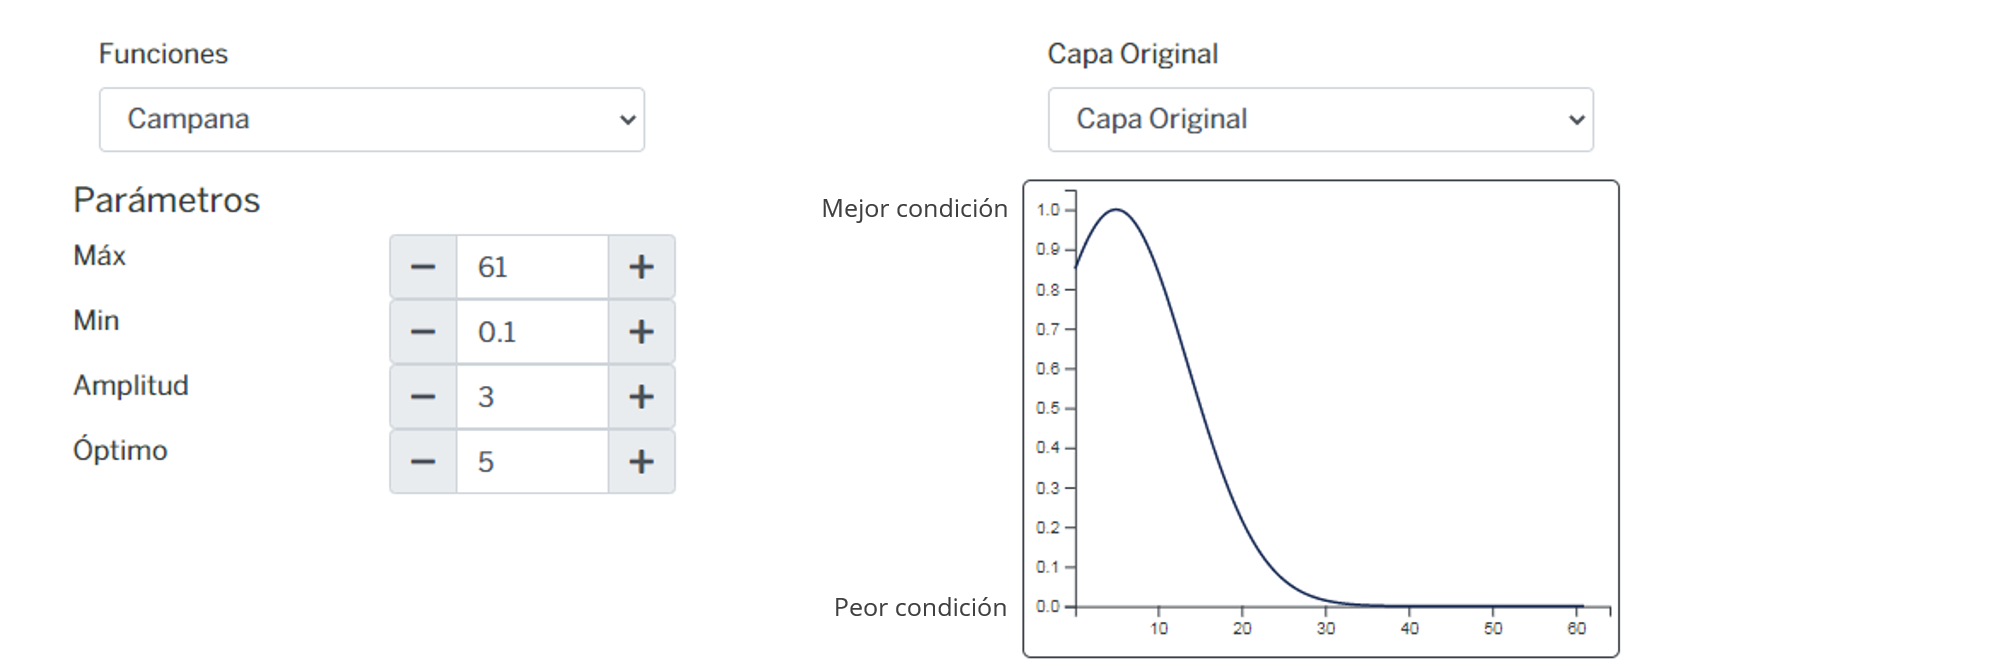 Funciones
Campana
Parámetros
Máx
61
Min
0.1
Amplitud
3
Óptimo
5
Capa Original
Capa Original
Mejor condición
Peor condición
1.0
0.9
0.8
0.7
0.6
0.5
0.4
0.3
0.2
0.1
0.0
10 20 30 40 50 60